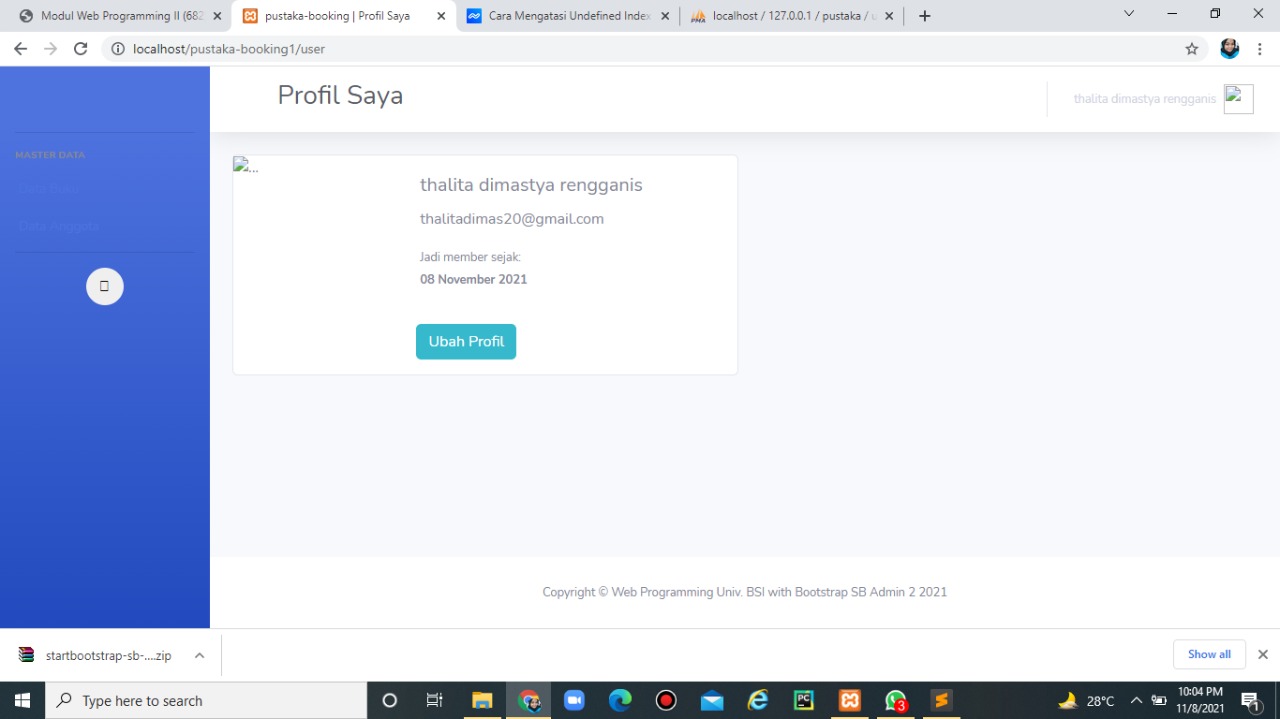 Modul Web Programming II (682
pustaka-booking | Profil Saya
Cara Mengatasi Undefined Index
localhost / 127.0.0.1 / pustaka / u
localhost/pustaka-booking1/user
Profil Saya
thalita dimastya rengganis
MASTER DATA
Data Buku
Data Anggota
...
thalita dimastya rengganis
thalitadimas20@gmail.com
Jadi member sejak:
08 November 2021
Ubah Profil
Copyright © Web Programming Univ. BSI with Bootstrap SB Admin 2 2021
startbootstrap-sb-....zip
Show all
Type here to search
PC
3
28°C
10:04 PM
11/8/2021
1